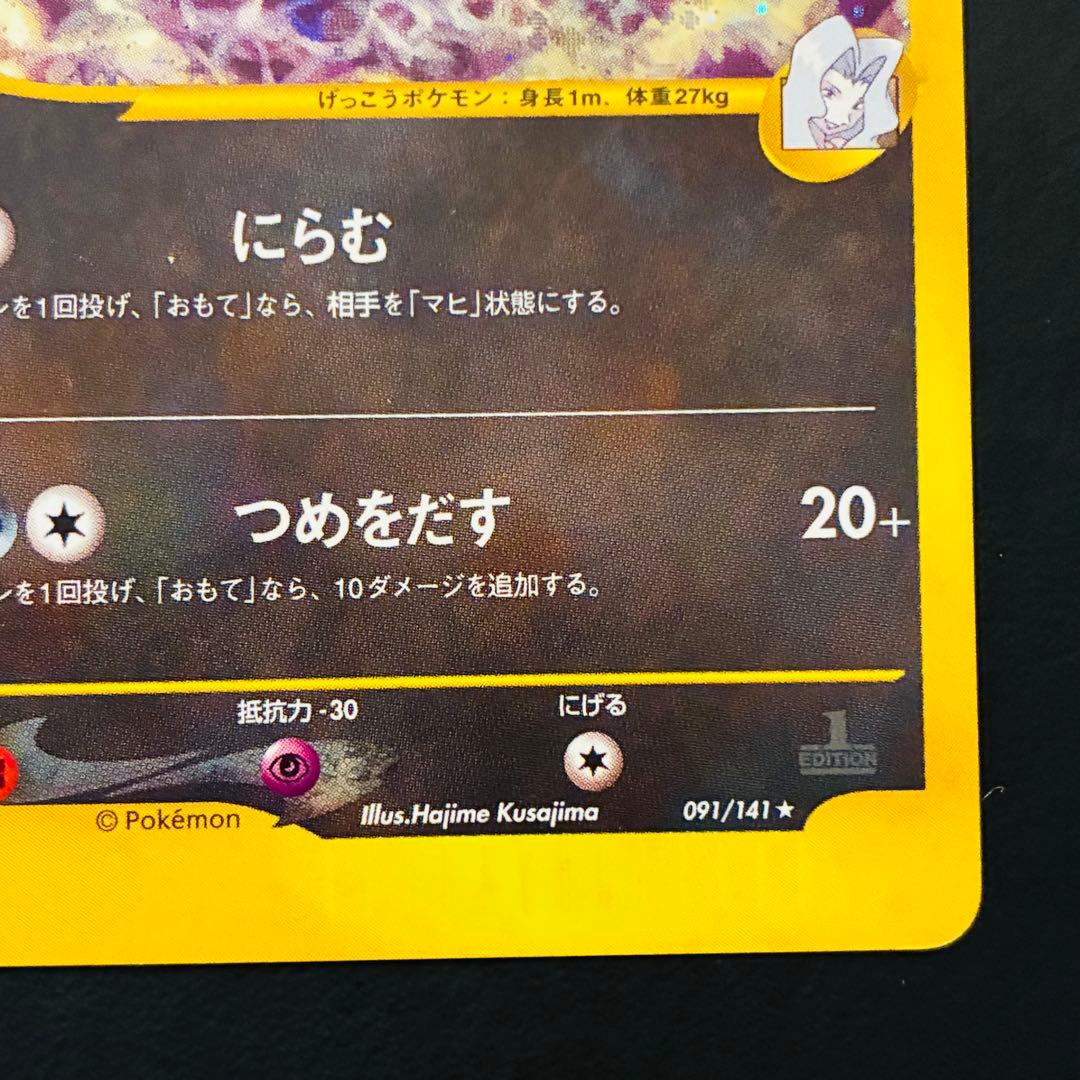 げっこうポケモン：身長1m、体重27kg
にらむ
ンを1回投げ、「おもて」なら、相手を「マヒ」状態にする。
つめをだす 20+
ンを1回投げ、「おもて」なら、10ダメージを追加する。
抵抗力-30 にげる
1
EDITION
© Pokémon Illus.Hajime Kusajima 091/141★